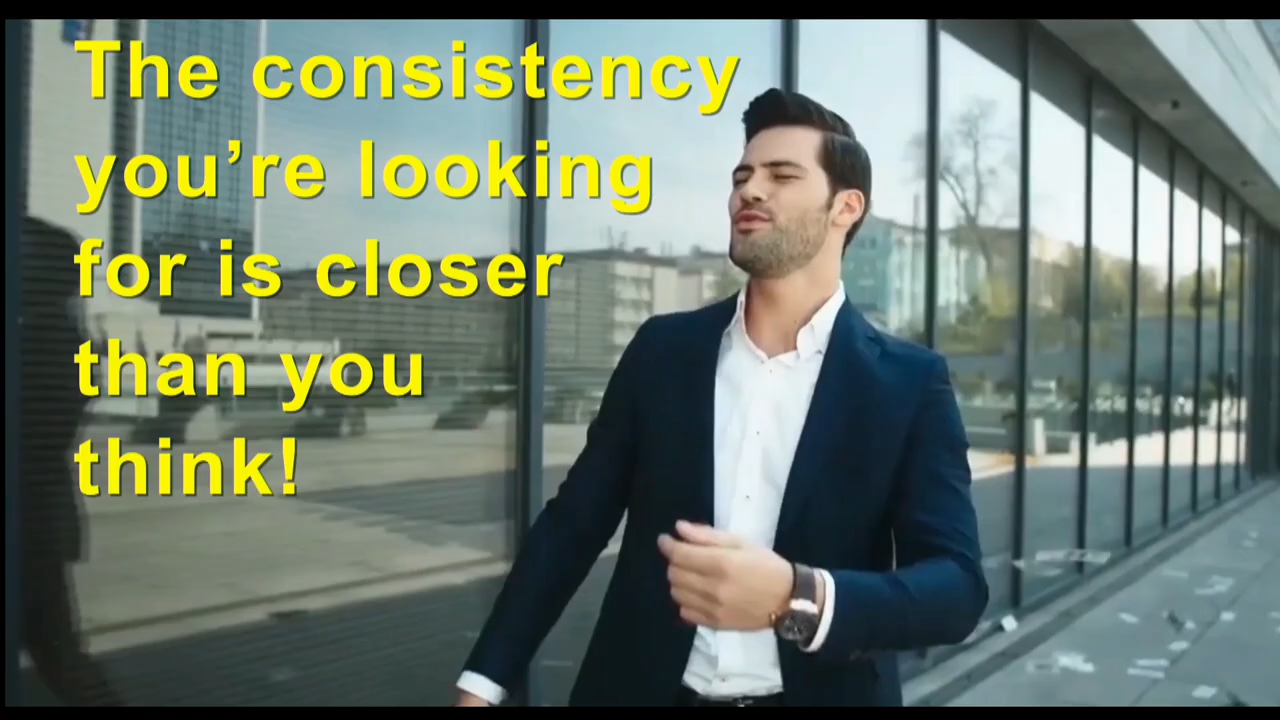 The consistency
you’re looking
for is closer
than you
think!